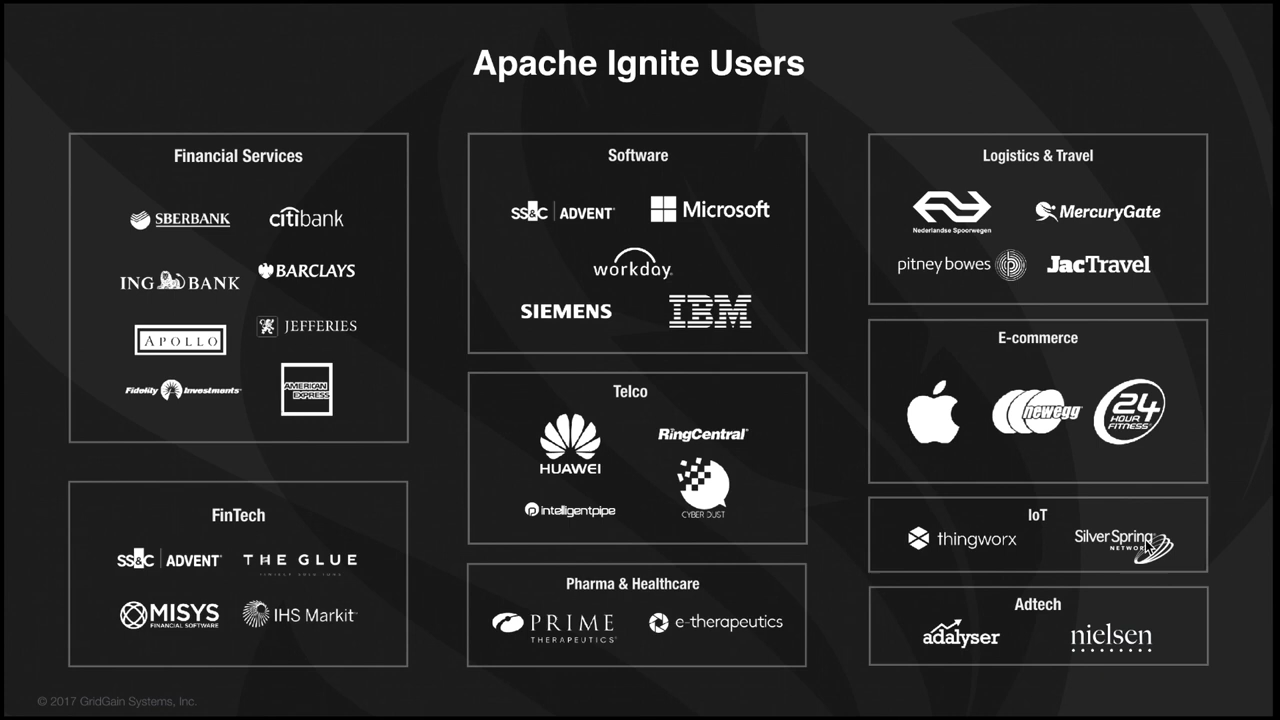 Apache Ignite Users
Financial Services
SBERBANK
citibank
ING BANK
BARCLAYS
APOLLO
JEFFERIES
Fidelity Investments
AMERICAN
EXPRESS
FinTech
SS&C ADVENT
THE GLUE
MISYS
FINANCIAL SOFTWARE
IHS Markit
Software
SS&C ADVENT
Microsoft
workday
SIEMENS
IBM
Telco
HUAWEI
RingCentral
intelligentpipe
CYBER DUST
Pharma & Healthcare
PRIME
THERAPEUTICS
e-therapeutics
Logistics & Travel
Nederlandse Spoorwegen
MercuryGate
pitney bowes
JacTravel
E-commerce
newegg
24
HOUR
FITNESS
IoT
thingworx
Silver Spring
Adtech
adalyser
nielsen
© 2017 GridGain Systems, Inc.